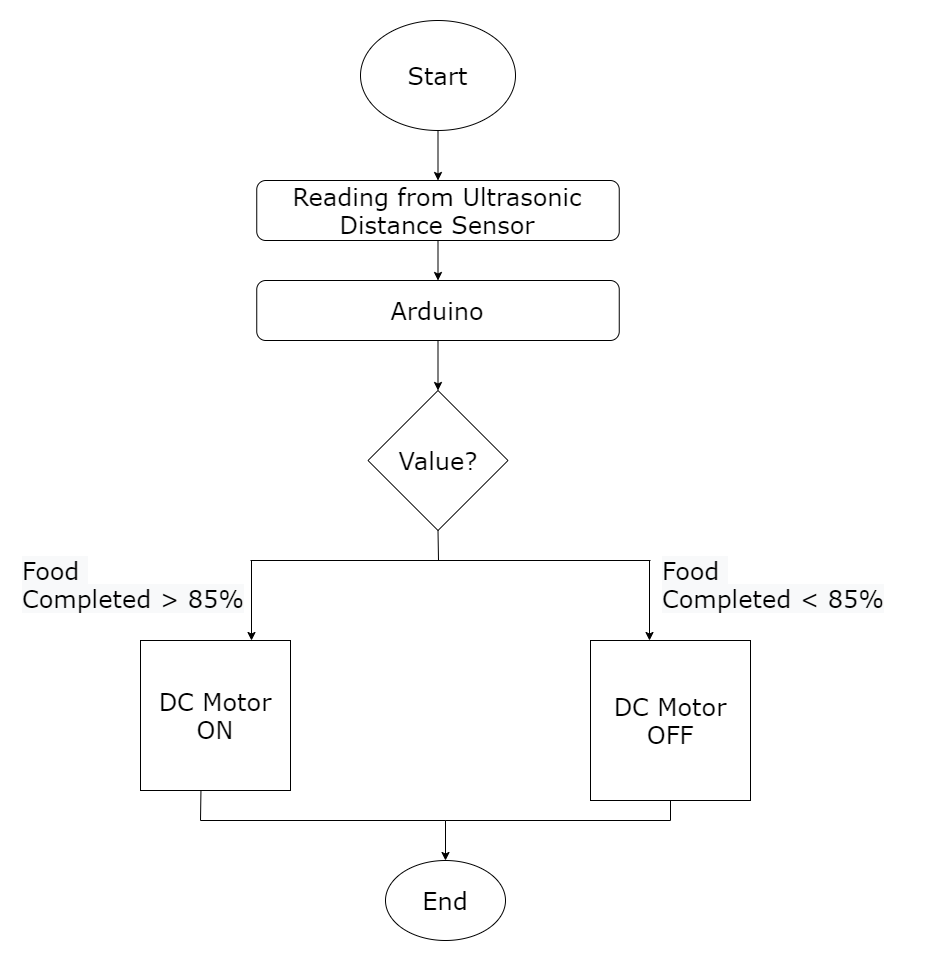 Start
Reading from Ultrasonic
Distance Sensor
Arduino
Value?
Food
Completed > 85%
Food
Completed < 85%
DC Motor
ON
DC Motor
OFF
End